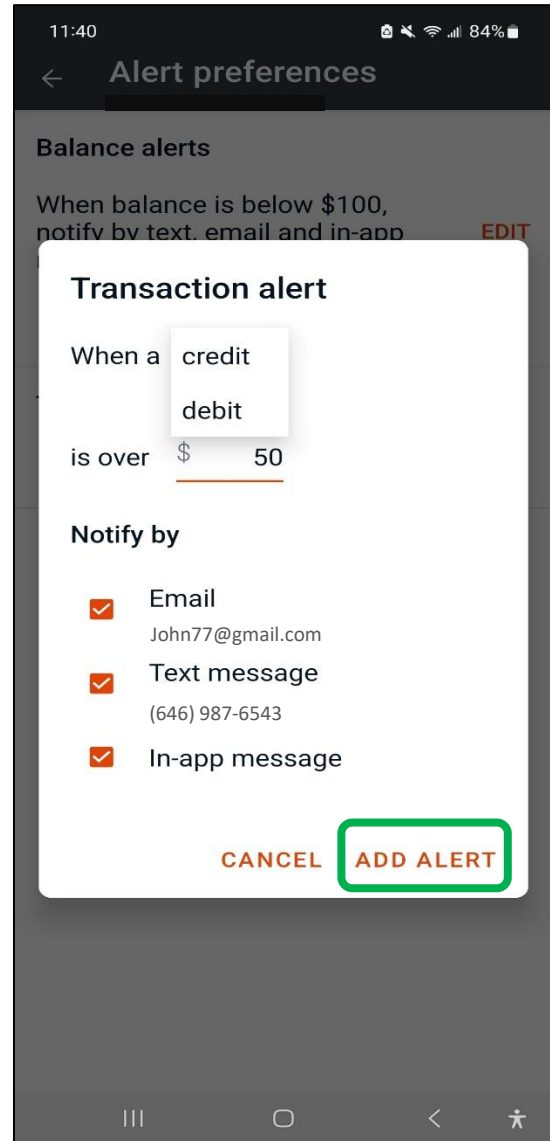 11:40 84%
Alert preferences
Balance alerts
When balance is below $100,
notify by text, email and in-app
EDIT
Transaction alert
When a credit
debit
is over $ 50
Notify by
Email
John77@gmail.com
Text message
(646) 987-6543
In-app message
CANCEL ADD ALERT